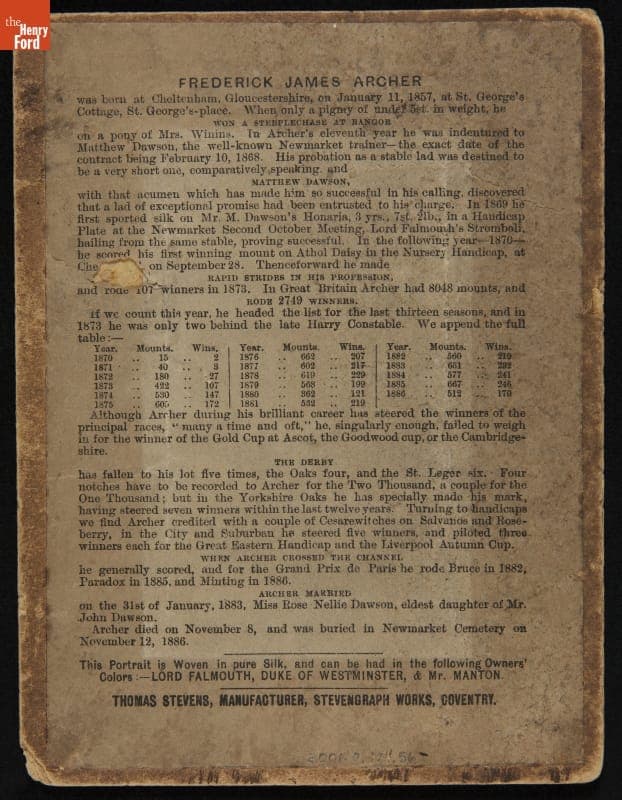 the
Henry
Ford
FREDERICK JAMES ARCHER
was born at Cheltenham, Gloucestershire, on January 11, 1857, at St. George's
Cottage, St. George's-place. When only a pigmy of under 5st. in weight, he
WON A STEEPLECHASE AT BANGOR
on a pony of Mrs. Winins. In Archer's eleventh year he was indentured to
Matthew Dawson, the well-known Newmarket trainer—the exact date of the
contract being February 10, 1868. His probation as a stable lad was destined to
be a very short one, comparatively speaking, and
MATTHEW DAWSON,
with that acumen which has made him so successful in his calling, discovered
that a lad of exceptional promise had been entrusted to his charge. In 1869 he
first sported silk on Mr. M. Dawson's Honaria, 3 yrs., 7st. 2lb., in a Handicap
Plate at the Newmarket Second October Meeting, Lord Falmouth's Stromboli,
hailing from the same stable, proving successful. In the following year—1870—
he scored his first winning mount on Athol Daisy in the Nursery Handicap, at
Che on September 28. Thenceforward he made
RAPID STRIDES IN HIS PROFESSION,
and rode 107 winners in 1873. In Great Britain Archer had 8048 mounts, and
RODE 2749 WINNERS.
If we count this year, he headed the list for the last thirteen seasons, and in
1873 he was only two behind the late Harry Constable. We append the full
table:—
Year. Mounts. Wins. Year. Mounts. Wins. Year. Mounts. Wins.
1870 .. 15 .. 2 1876 .. 662 .. 207 1882 .. 560 .. 210
1871 .. 40 .. 3 1877 .. 602 .. 217 1883 .. 631 .. 232
1872 .. 180 .. 27 1878 .. 619 .. 229 1884 .. 577 .. 241
1873 .. 422 .. 107 1879 .. 568 .. 199 1885 .. 667 .. 246
1874 .. 530 .. 147 1880 .. 362 .. 121 1886 .. 512 .. 170
1875 .. 605 .. 172 1881 .. 532 .. 219
Although Archer during his brilliant career has steered the winners of the
principal races, "many a time and oft," he, singularly enough, failed to weigh
in for the winner of the Gold Cup at Ascot, the Goodwood cup, or the Cambridge-
shire.
THE DERBY
has fallen to his lot five times, the Oaks four, and the St. Leger six. Four
notches have to be recorded to Archer for the Two Thousand, a couple for the
One Thousand; but in the Yorkshire Oaks he has specially made his mark,
having steered seven winners within the last twelve years. Turning to handicaps
we find Archer credited with a couple of Cesarewitches on Salvanos and Rose-
berry, in the City and Suburban he steered five winners, and piloted three
winners each for the Great Eastern Handicap and the Liverpool Autumn Cup.
WHEN ARCHER CROSSED THE CHANNEL
he generally scored, and for the Grand Prix de Paris he rode Bruce in 1882,
Paradox in 1885, and Minting in 1886.
ARCHER MARRIED
on the 31st of January, 1883, Miss Rose Nellie Dawson, eldest daughter of Mr.
John Dawson.
Archer died on November 8, and was buried in Newmarket Cemetery on
November 12, 1886.
This Portrait is Woven in pure Silk, and can be had in the following Owners'
Colors:—LORD FALMOUTH, DUKE OF WESTMINSTER, & Mr. MANTON.
THOMAS STEVENS, MANUFACTURER, STEVENGRAPH WORKS, COVENTRY.